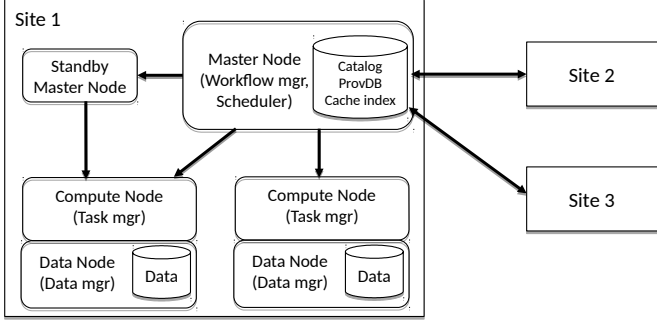 Site 1
Standby
Master Node
Master Node
(Workflow mgr,
Scheduler)
Catalog
ProvDB
Cache index
Site 2
Site 3
Compute Node
(Task mgr)
Compute Node
(Task mgr)
Data Node
(Data mgr)
Data
Data Node
(Data mgr)
Data